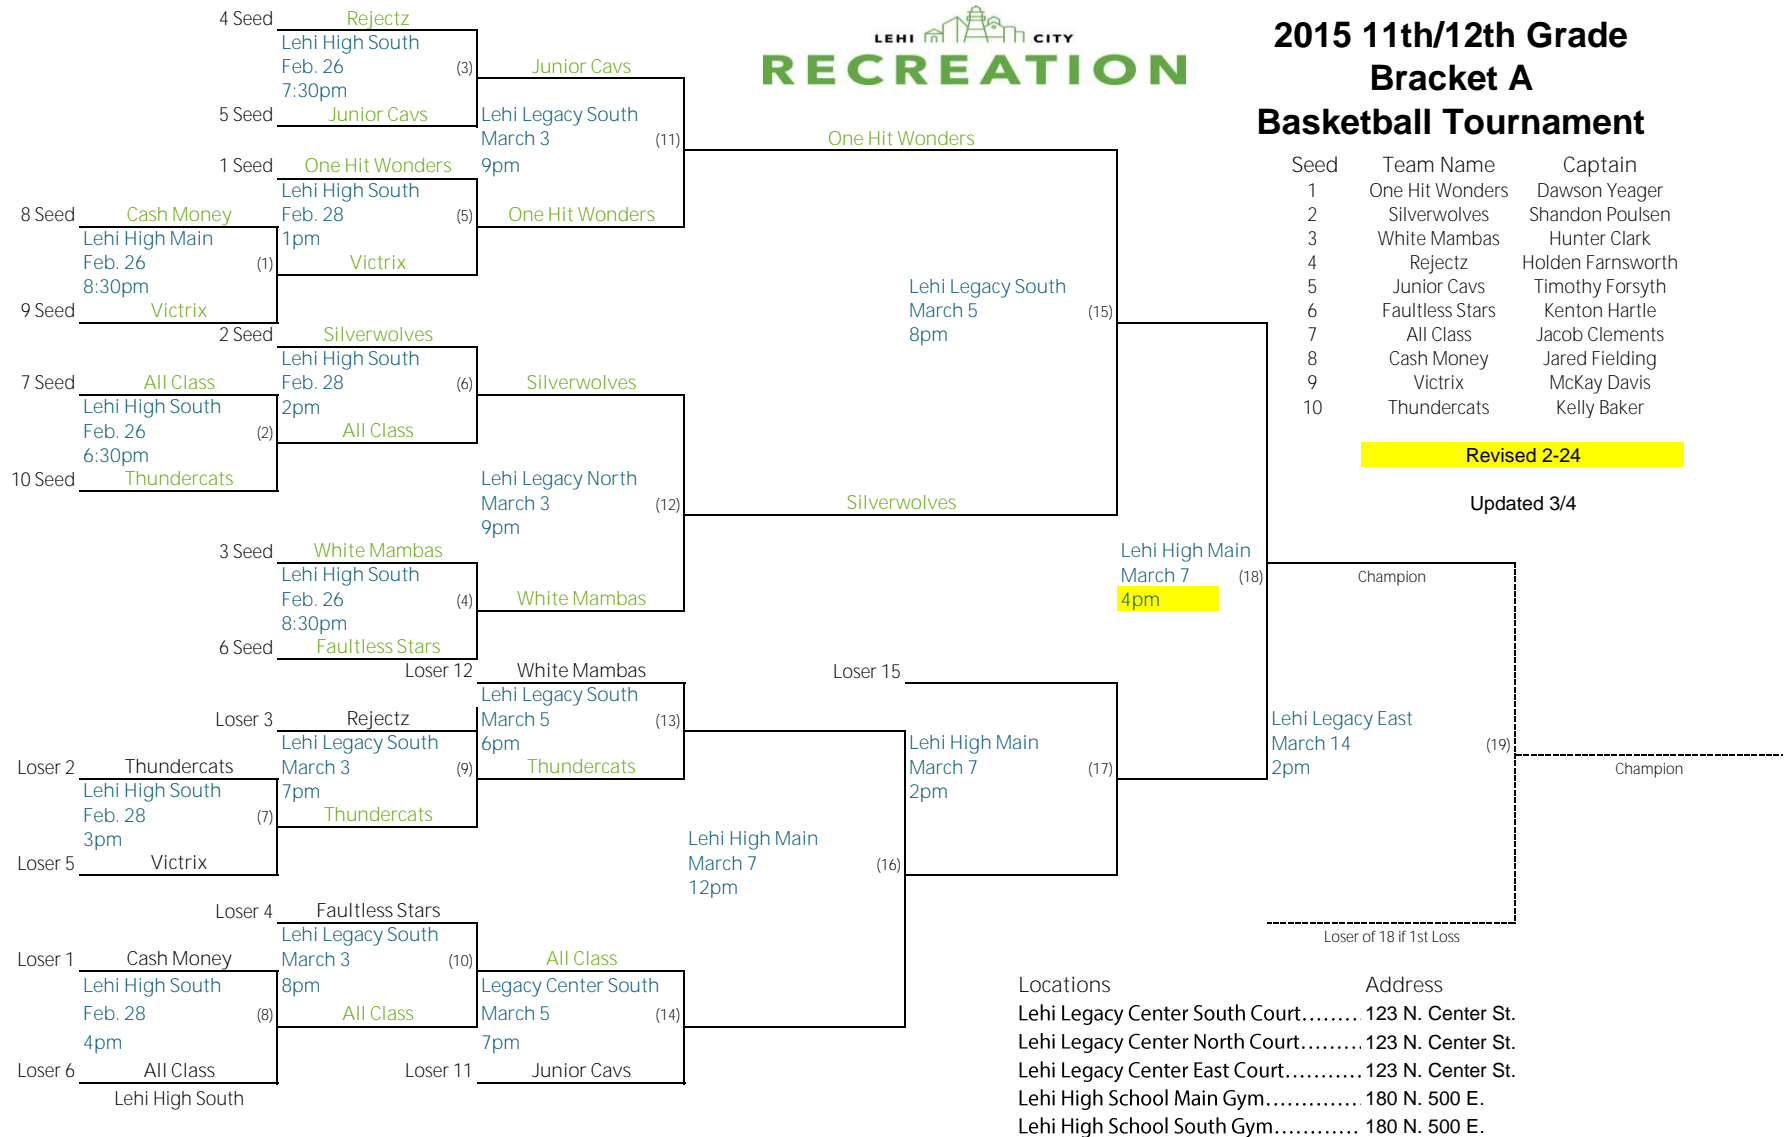 LEHI CITY
RECREATION
2015 11th/12th Grade
Bracket A
Basketball Tournament
Seed Team Name Captain
1 One Hit Wonders Dawson Yeager
2 Silverwolves Shandon Poulsen
3 White Mambas Hunter Clark
4 Rejectz Holden Farnsworth
5 Junior Cavs Timothy Forsyth
6 Faultless Stars Kenton Hartle
7 All Class Jacob Clements
8 Cash Money Jared Fielding
9 Victrix McKay Davis
10 Thundercats Kelly Baker
Revised 2-24
Updated 3/4
4 Seed Rejectz
Lehi High South
Feb. 26 (3)
7:30pm
5 Seed Junior Cavs
1 Seed One Hit Wonders
Lehi High South
Feb. 28 (5)
1pm
Victrix
8 Seed Cash Money
Lehi High Main
Feb. 26 (1)
8:30pm
9 Seed Victrix
2 Seed Silverwolves
Lehi High South
Feb. 28 (6)
2pm
All Class
7 Seed All Class
Lehi High South
Feb. 26 (2)
6:30pm
10 Seed Thundercats
3 Seed White Mambas
Lehi High South
Feb. 26 (4)
8:30pm
6 Seed Faultless Stars
Junior Cavs
Lehi Legacy South
March 3 (11)
9pm
One Hit Wonders
Silverwolves
Lehi Legacy North
March 3 (12)
9pm
White Mambas
One Hit Wonders
Lehi Legacy South
March 5 (15)
8pm
Silverwolves
Lehi High Main
March 7 (18)
4pm
Champion
Loser 12 White Mambas
Lehi Legacy South
March 5 (13)
6pm
Thundercats
Loser 3 Rejectz
Lehi Legacy South
March 3 (9)
7pm
Thundercats
Loser 2 Thundercats
Lehi High South
Feb. 28 (7)
3pm
Loser 5 Victrix
Loser 4 Faultless Stars
Lehi Legacy South
March 3 (10)
8pm
All Class
Loser 1 Cash Money
Lehi High South
Feb. 28 (8)
4pm
Loser 6 All Class
Lehi High South
All Class
Legacy Center South
March 5 (14)
7pm
Loser 11 Junior Cavs
Lehi High Main
March 7 (16)
12pm
Loser 15
Lehi High Main
March 7 (17)
2pm
Lehi Legacy East
March 14 (19)
2pm
Champion
Loser of 18 if 1st Loss
Locations Address
Lehi Legacy Center South Court........ 123 N. Center St.
Lehi Legacy Center North Court......... 123 N. Center St.
Lehi Legacy Center East Court........... 123 N. Center St.
Lehi High School Main Gym............. 180 N. 500 E.
Lehi High School South Gym............ 180 N. 500 E.